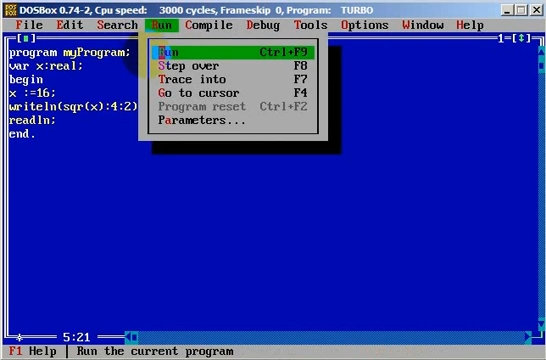 DOSBox 0.74-2, Cpu speed: 3000 cycles, Frameskip 0, Program: TURBO
File Edit Search Run Compile Debug Tools Options Window Help
1=[↕]
program myProgram;
var x:real;
begin
x :=16;
writeln(sqr(x):4:2)
readln;
end.
Run Ctrl+F9
Step over F8
Trace into F7
Go to cursor F4
Program reset Ctrl+F2
Parameters...
5:21
F1 Help | Run the current program